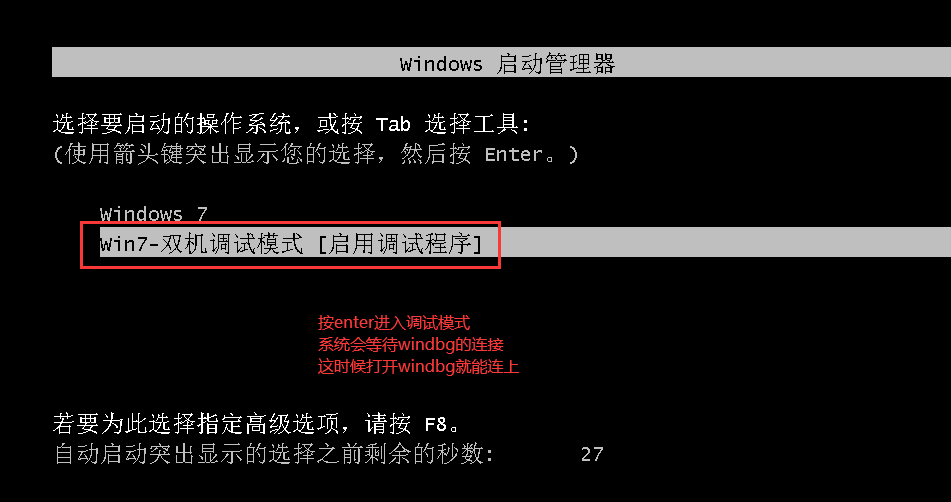 Windows 启动管理器
选择要启动的操作系统，或按 Tab 选择工具:
(使用箭头键突出显示您的选择，然后按 Enter。)
Windows 7
Win7-双机调试模式 [启用调试程序]
按enter进入调试模式
系统会等待windbg的连接
这时候打开windbg就能连上
若要为此选择指定高级选项，请按 F8。
自动启动突出显示的选择之前剩余的秒数: 27